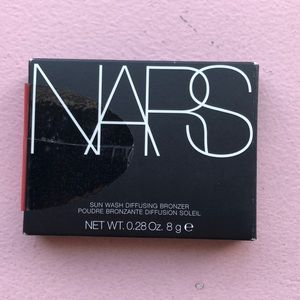 NARS
SUN WASH DIFFUSING BRONZER
POUDRE BRONZANTE DIFFUSION SOLEIL
NET WT. 0.28 Oz. 8 g ℮